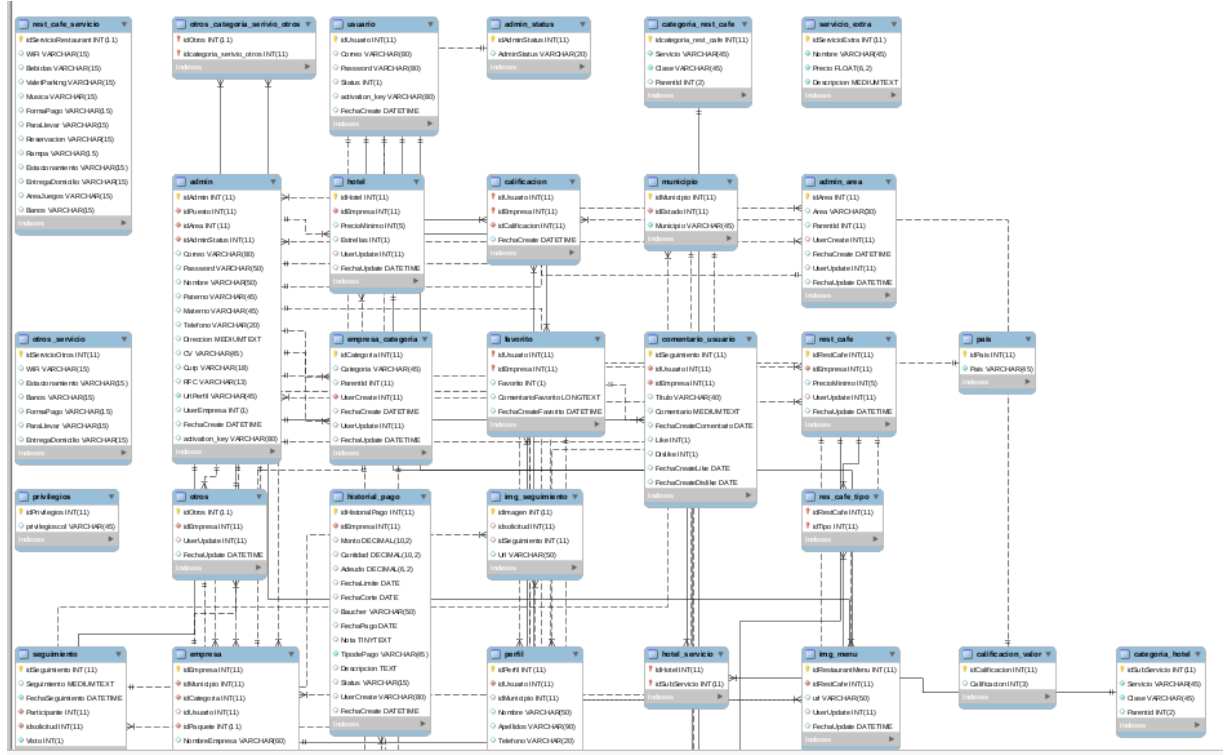 rest_cafe_servicio
idServicioRestaurant INT(11)
WiFi VARCHAR(15)
Bebidas VARCHAR(15)
ValetParking VARCHAR(15)
Musica VARCHAR(15)
FormaPago VARCHAR(15)
ParaLlevar VARCHAR(15)
Reservacion VARCHAR(15)
Rampa VARCHAR(15)
Estacionamiento VARCHAR(15)
EntregaDomicilio VARCHAR(15)
AreaJuegos VARCHAR(15)
Banos VARCHAR(15)
Indexes
otros_categoria_serivio_otros
idOtros INT(11)
idcategoria_serivio_otros INT(11)
Indexes
usuario
idUsuario INT(11)
Correo VARCHAR(80)
Password VARCHAR(80)
Status INT(1)
activation_key VARCHAR(80)
FechaCreate DATETIME
Indexes
admin_status
idAdminStatus INT(11)
AdminStatus VARCHAR(20)
Indexes
categoria_rest_cafe
idcategoria_rest_cafe INT(11)
Servicio VARCHAR(45)
Clase VARCHAR(45)
ParentId INT(2)
Indexes
servicio_extra
idServicioExtra INT(11)
Nombre VARCHAR(45)
Precio FLOAT(6,2)
Descripcion MEDIUMTEXT
Indexes
admin
idAdmin INT(11)
idPuesto INT(11)
idArea INT(11)
idAdminStatus INT(11)
Correo VARCHAR(80)
Password VARCHAR(50)
Nombre VARCHAR(50)
Paterno VARCHAR(45)
Materno VARCHAR(45)
Telefono VARCHAR(20)
Direccion MEDIUMTEXT
CV VARCHAR(65)
Curp VARCHAR(18)
RFC VARCHAR(13)
UrlPerfil VARCHAR(45)
UserEmpresa INT(1)
FechaCreate DATETIME
activation_key VARCHAR(80)
Indexes
hotel
idHotel INT(11)
idEmpresa INT(11)
PrecioMinimo INT(5)
Estrellas INT(1)
UserUpdate INT(11)
FechaUpdate DATETIME
Indexes
calificacion
idUsuario INT(11)
idEmpresa INT(11)
idCalificacion INT(11)
FechaCreate DATETIME
Indexes
municipio
idMunicipio INT(11)
idEstado INT(11)
Municipio VARCHAR(45)
Indexes
admin_area
idArea INT(11)
Area VARCHAR(30)
ParentId INT(11)
UserCreate INT(11)
FechaCreate DATETIME
UserUpdate INT(11)
FechaUpdate DATETIME
Indexes
otros_servicio
idServicioOtros INT(11)
WiFi VARCHAR(15)
Estacionamiento VARCHAR(15)
Banos VARCHAR(15)
FormaPago VARCHAR(15)
ParaLlevar VARCHAR(15)
EntregaDomicilio VARCHAR(15)
Indexes
empresa_categoria
idCategoria INT(11)
Categoria VARCHAR(45)
ParentId INT(11)
UserCreate INT(11)
FechaCreate DATETIME
UserUpdate INT(11)
FechaUpdate DATETIME
Indexes
favorito
idUsuario INT(11)
idEmpresa INT(11)
Favorito INT(1)
ComentarioFavorito LONGTEXT
FechaCreateFavorito DATETIME
Indexes
comentario_usuario
idSeguimiento INT(11)
idUsuario INT(11)
idEmpresa INT(11)
Titulo VARCHAR(40)
Comentario MEDIUMTEXT
FechaCreateComentario DATE
Like INT(1)
Dislike INT(1)
FechaCreateLike DATE
FechaCreateDislike DATE
Indexes
rest_cafe
idRestCafe INT(11)
idEmpresa INT(11)
PrecioMinimo INT(5)
UserUpdate INT(11)
FechaUpdate DATETIME
Indexes
pais
idPais INT(11)
Pais VARCHAR(45)
Indexes
privilegios
idPrivilegios INT(11)
privilegioscol VARCHAR(45)
Indexes
otros
idOtros INT(11)
idEmpresa INT(11)
UserUpdate INT(11)
FechaUpdate DATETIME
Indexes
historial_pago
idHistorialPago INT(11)
idEmpresa INT(11)
Monto DECIMAL(10,2)
Cantidad DECIMAL(10,2)
Adeudo DECIMAL(6,2)
FechaLimite DATE
FechaCorte DATE
Baucher VARCHAR(50)
FechaPago DATE
Nota TINYTEXT
TipodePago VARCHAR(45)
Descripcion TEXT
Status VARCHAR(15)
UserCreate VARCHAR(80)
FechaCreate DATETIME
Indexes
img_seguimiento
idImagen INT(11)
idsolicitud INT(11)
idSeguimiento INT(11)
Url VARCHAR(50)
Indexes
res_cafe_tipo
idRestCafe INT(11)
idTipo INT(11)
Indexes
seguimiento
idSeguimiento INT(11)
Seguimiento MEDIUMTEXT
FechaSeguimiento DATETIME
Participante INT(11)
idsolicitud INT(11)
Visto INT(1)
empresa
idEmpresa INT(11)
idMunicipio INT(11)
idCategoria INT(11)
idUsuario INT(11)
idPaquete INT(11)
NombreEmpresa VARCHAR(60)
perfil
idPerfil INT(11)
idUsuario INT(11)
idMunicipio INT(11)
Nombre VARCHAR(50)
Apellidos VARCHAR(90)
Telefono VARCHAR(20)
hotel_servicio
idHotel INT(11)
idSubServicio INT(11)
Indexes
img_menu
idRestaurantMenu INT(11)
idRestCafe INT(11)
url VARCHAR(50)
UserUpdate INT(11)
FechaUpdate DATETIME
Indexes
calificacion_valor
idCalificacion INT(11)
Calificacion INT(3)
Indexes
categoria_hotel
idSubServicio INT(11)
Servicio VARCHAR(45)
Clase VARCHAR(45)
ParentId INT(2)
Indexes